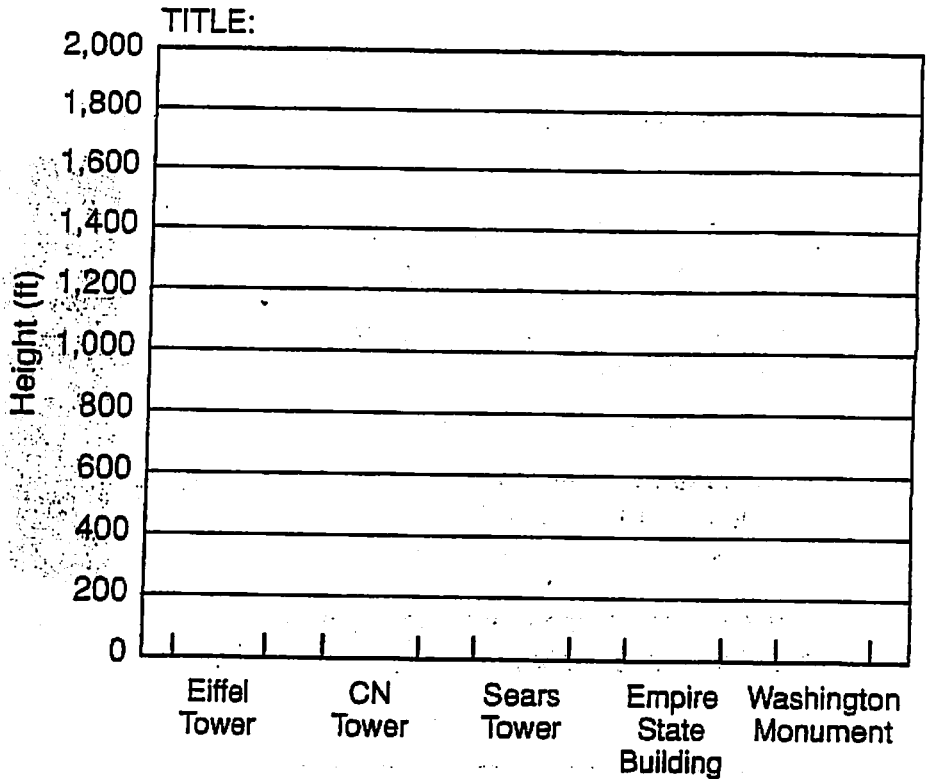 TITLE:
2,000
1,800
1,600
1,400
1,200
1,000
800
600
400
200
0
Height (ft)
Eiffel Tower
CN Tower
Sears Tower
Empire State Building
Washington Monument